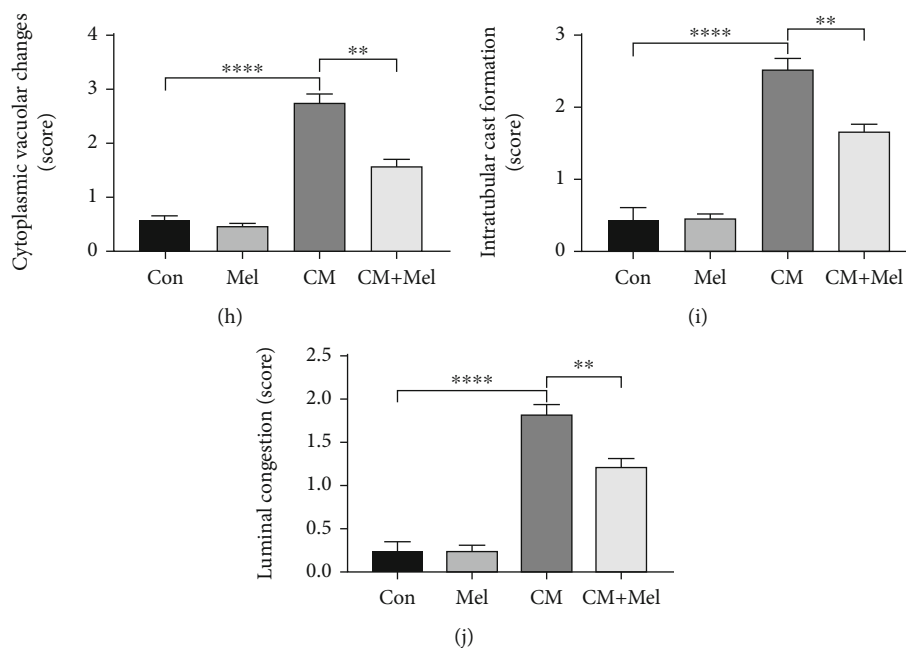 Cytoplasmic vacuolar changes
(score)
4
3
2
1
0
****
**
Con Mel CM CM+Mel
(h)
Intratubular cast formation
(score)
3
2
1
0
****
**
Con Mel CM CM+Mel
(i)
Luminal congestion (score)
2.5
2.0
1.5
1.0
0.5
0.0
****
**
Con Mel CM CM+Mel
(j)